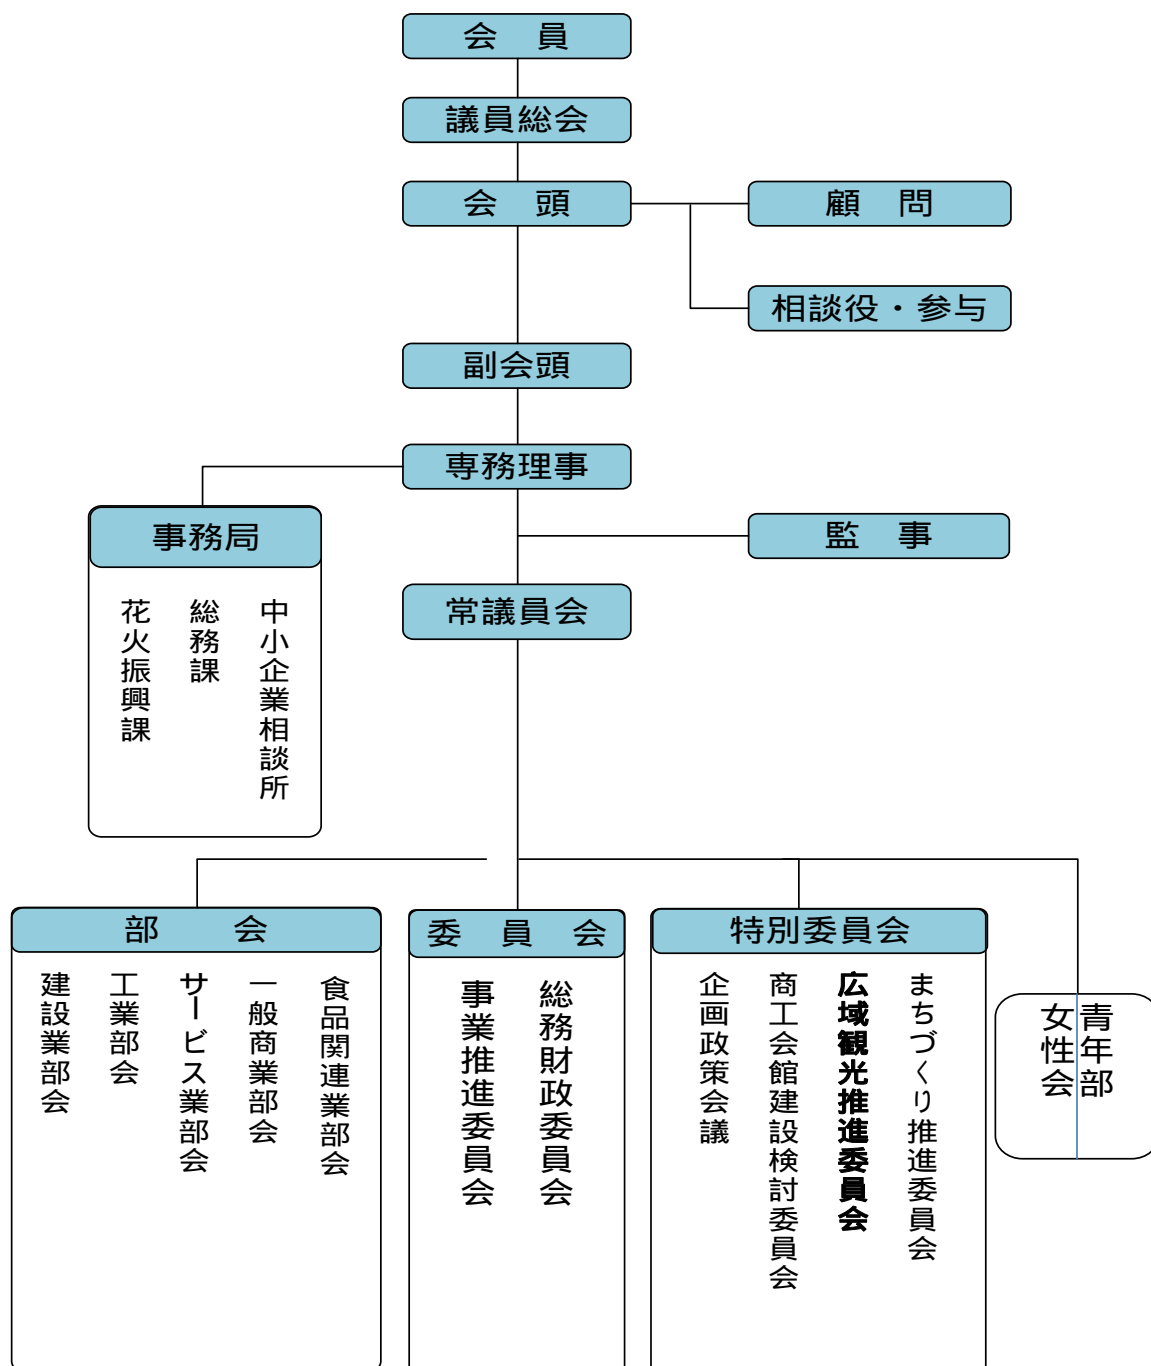 会　員
議員総会
会　頭
顧　問
相談役・参与
副会頭
専務理事
事務局
監　事
中小企業相談所
総務課
花火振興課
常議員会
部　会
食品関連業部会
一般商業部会
サービス業部会
工業部会
建設業部会
委　員　会
総務財政委員会
事業推進委員会
特別委員会
まちづくり推進委員会
広域観光推進委員会
商工会館建設検討委員会
企画政策会議
青年部
女性会